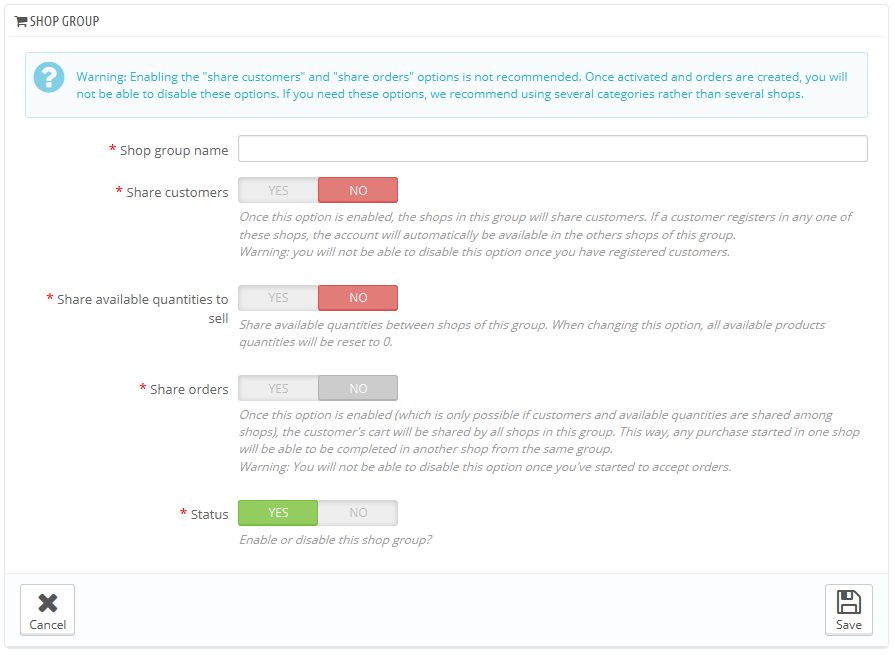 SHOP GROUP
?
Warning: Enabling the "share customers" and "share orders" options is not recommended. Once activated and orders are created, you will
not be able to disable these options. If you need these options, we recommend using several categories rather than several shops.
* Shop group name
* Share customers YES NO
Once this option is enabled, the shops in this group will share customers. If a customer registers in any one of
these shops, the account will automatically be available in the others shops of this group.
Warning: you will not be able to disable this option once you have registered customers.
* Share available quantities to YES NO
sell
Share available quantities between shops of this group. When changing this option, all available products
quantities will be reset to 0.
* Share orders YES NO
Once this option is enabled (which is only possible if customers and available quantities are shared among
shops), the customer's cart will be shared by all shops in this group. This way, any purchase started in one shop
will be able to be completed in another shop from the same group.
Warning: You will not be able to disable this option once you've started to accept orders.
* Status YES NO
Enable or disable this shop group?
Cancel Save